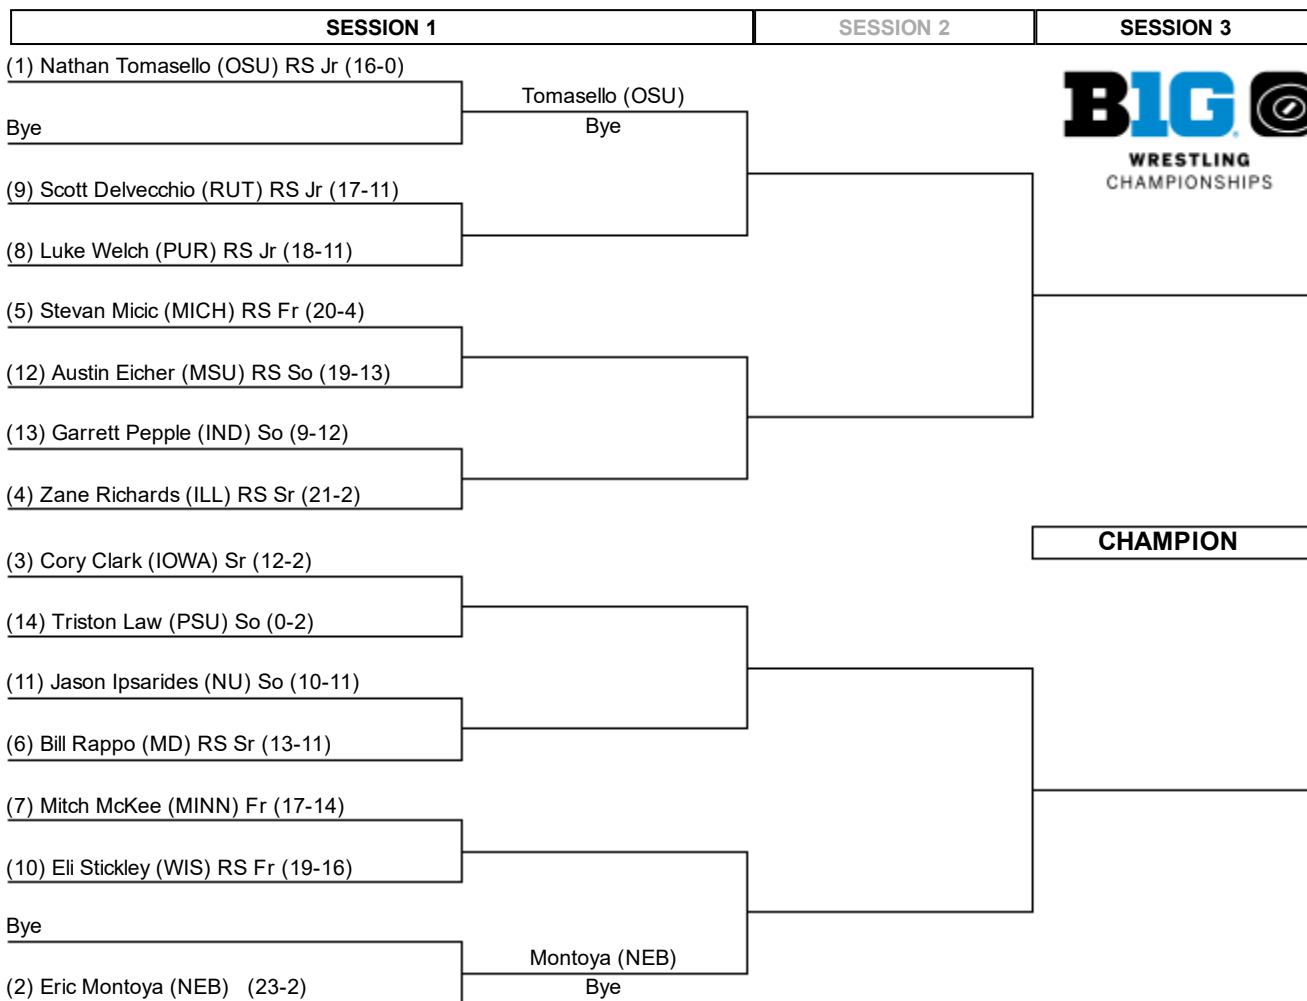 SESSION 1
SESSION 2
SESSION 3
(1) Nathan Tomasello (OSU) RS Jr (16-0)
Tomasello (OSU)
Bye
Bye
B1G
WRESTLING
CHAMPIONSHIPS
(9) Scott Delvecchio (RUT) RS Jr (17-11)
(8) Luke Welch (PUR) RS Jr (18-11)
(5) Stevan Micic (MICH) RS Fr (20-4)
(12) Austin Eicher (MSU) RS So (19-13)
(13) Garrett Pepple (IND) So (9-12)
(4) Zane Richards (ILL) RS Sr (21-2)
CHAMPION
(3) Cory Clark (IOWA) Sr (12-2)
(14) Triston Law (PSU) So (0-2)
(11) Jason Ipsarides (NU) So (10-11)
(6) Bill Rappo (MD) RS Sr (13-11)
(7) Mitch McKee (MINN) Fr (17-14)
(10) Eli Stickley (WIS) RS Fr (19-16)
Bye
Montoya (NEB)
(2) Eric Montoya (NEB) (23-2)
Bye